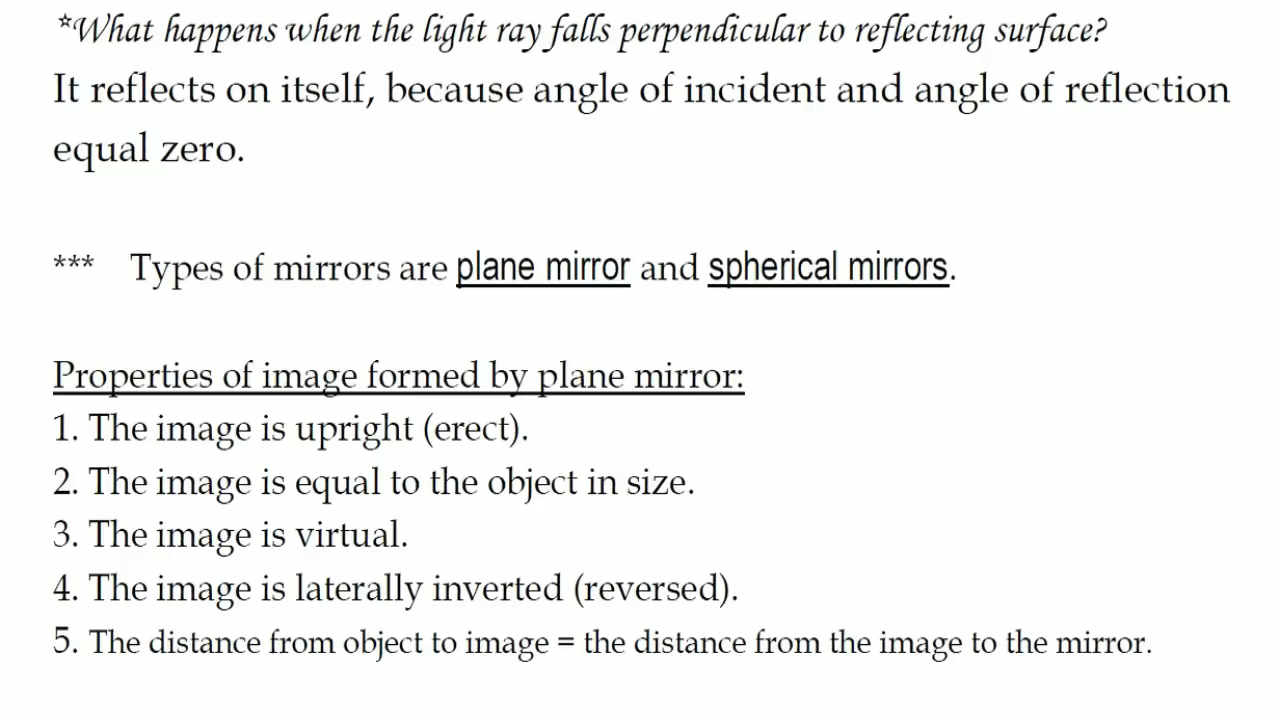 *What happens when the light ray falls perpendicular to reflecting surface?
It reflects on itself, because angle of incident and angle of reflection
equal zero.
*** Types of mirrors are plane mirror and spherical mirrors.
Properties of image formed by plane mirror:
1. The image is upright (erect).
2. The image is equal to the object in size.
3. The image is virtual.
4. The image is laterally inverted (reversed).
5. The distance from object to image = the distance from the image to the mirror.